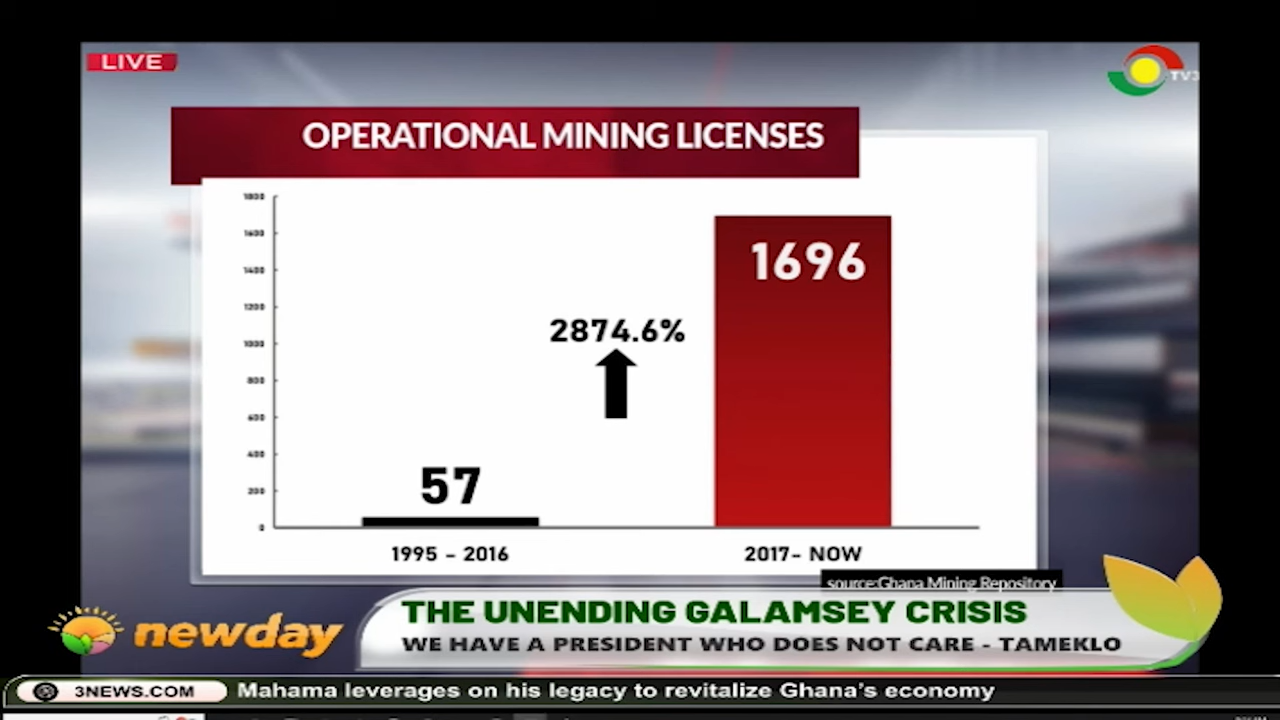 LIVE
TV3
OPERATIONAL MINING LICENSES
1800
1600
1400
1200
1000
800
600
400
200
0
57
2874.6%
1696
1995 - 2016
2017- NOW
source:Ghana Mining Repository
newday
THE UNENDING GALAMSEY CRISIS
WE HAVE A PRESIDENT WHO DOES NOT CARE - TAMEKLO
3NEWS.COM
Mahama leverages on his legacy to revitalize Ghana's economy